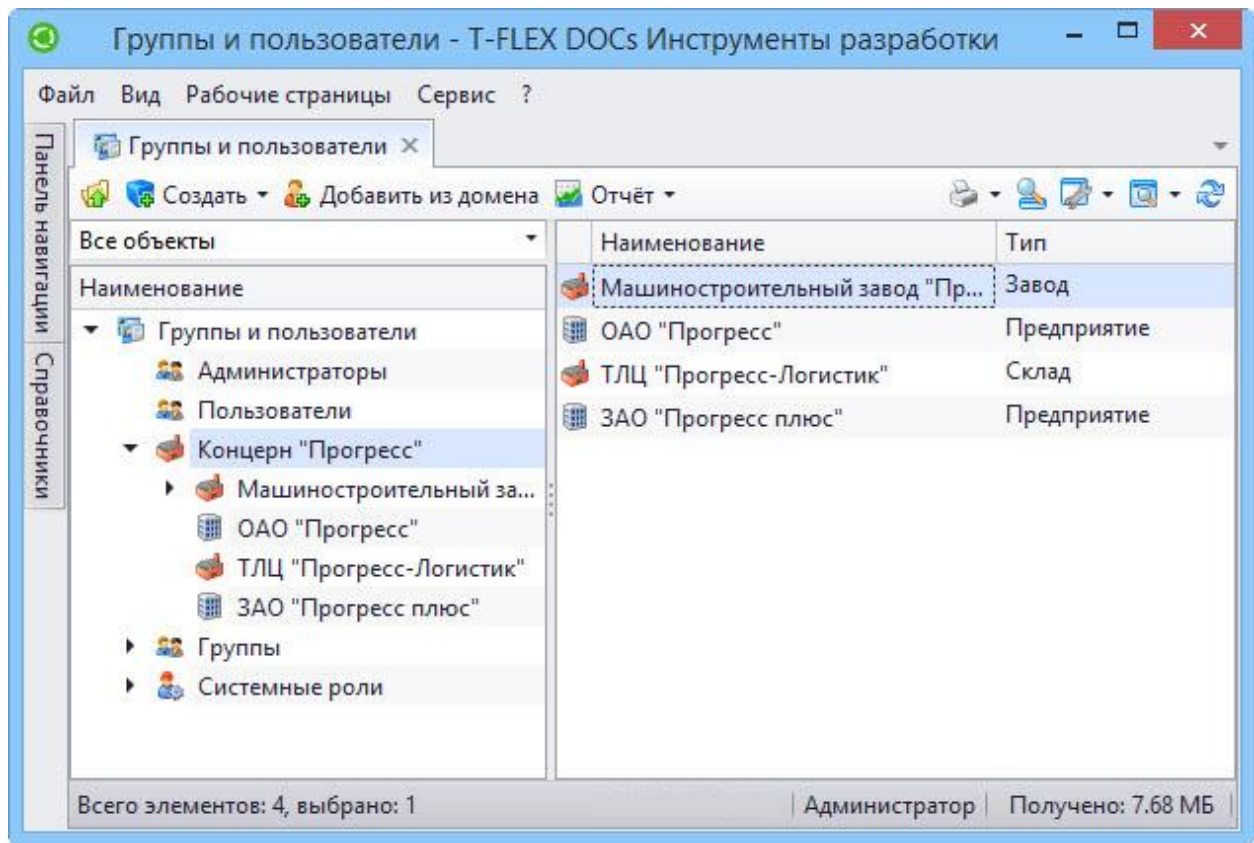 Группы и пользователи - T-FLEX DOCs Инструменты разработки
Файл Вид Рабочие страницы Сервис ?
Панель навигации
Справочники
Группы и пользователи
Создать Добавить из домена Отчёт
Все объекты
Наименование
Группы и пользователи
Администраторы
Пользователи
Концерн "Прогресс"
Машиностроительный за...
ОАО "Прогресс"
ТЛЦ "Прогресс-Логистик"
ЗАО "Прогресс плюс"
Группы
Системные роли
Наименование Тип
Машиностроительный завод "Пр... Завод
ОАО "Прогресс" Предприятие
ТЛЦ "Прогресс-Логистик" Склад
ЗАО "Прогресс плюс" Предприятие
Всего элементов: 4, выбрано: 1 Администратор Получено: 7.68 МБ